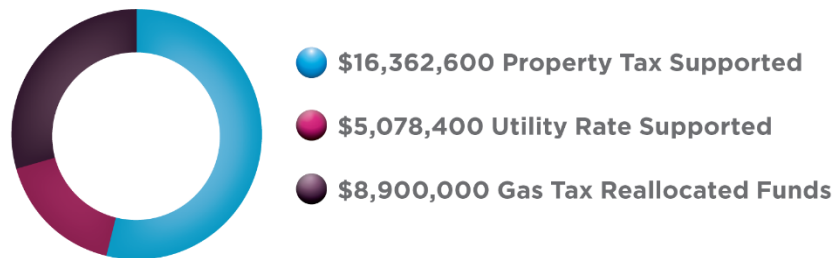 $16,362,600 Property Tax Supported
$5,078,400 Utility Rate Supported
$8,900,000 Gas Tax Reallocated Funds